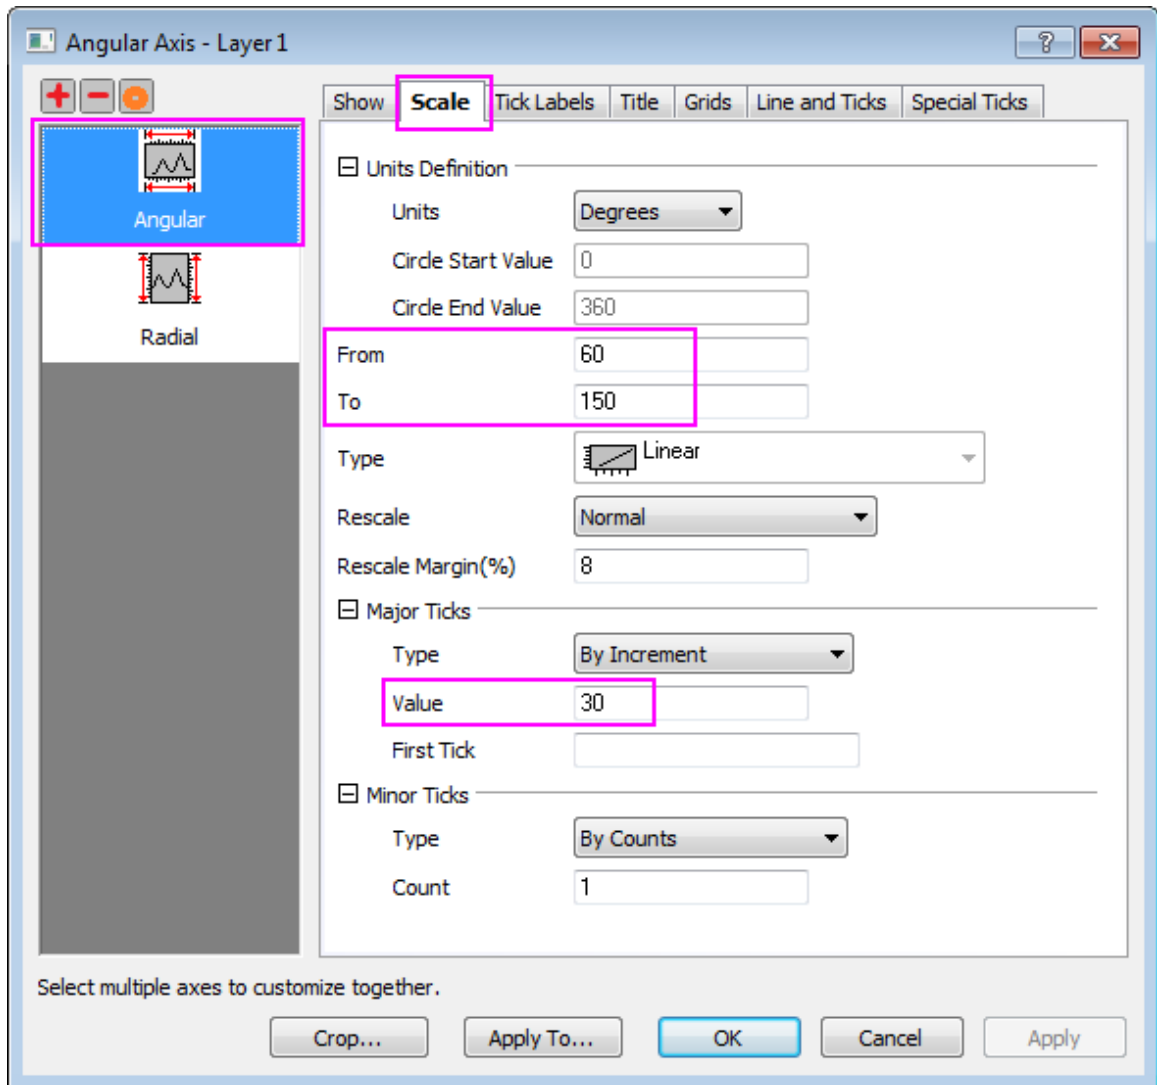 Angular Axis - Layer 1
Show Scale Tick Labels Title Grids Line and Ticks Special Ticks
Angular
Radial
Units Definition
Units Degrees
Circle Start Value 0
Circle End Value 360
From 60
To 150
Type Linear
Rescale Normal
Rescale Margin(%) 8
Major Ticks
Type By Increment
Value 30
First Tick
Minor Ticks
Type By Counts
Count 1
Select multiple axes to customize together.
Crop... Apply To... OK Cancel Apply